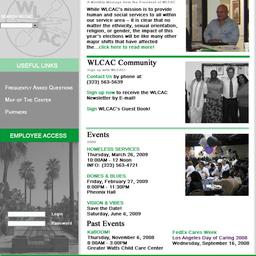 A Monthly Message from the President of WLCAC
While WLCAC's mission is to provide
human and social services to all within
our service area – it is clear that no
matter the ethnicity, sexual orientation,
religion, or gender, the impact of this
year's elections will be like many other
major shifts that have affected
the...click here to read more!
USEFUL LINKS
FREQUENTLY ASKED QUESTIONS
MAP OF THE CENTER
PARTNERS
EMPLOYEE ACCESS
Login
Password
WLCAC Community
Sign up with WLCAC!
Contact Us by phone at
(323) 563-5639
Sign up now to receive the WLCAC
Newsletter by E-mail!
Sign WLCAC's Guest Book!
Events
2009
HOMELESS SERVICES
Thursday, March 26, 2009
10:00AM - 12 Noon
INFO: (323) 563-4721
BONES & BLUES
Friday, February 27, 2009
8:00PM - 11:30PM
Phoenix Hall
VISION & VIBES
Save the Date!
Saturday, June 6, 2009
Past Events
KaBOOM!
Thursday, November 6, 2008
8:00 AM - 3:00 PM
Greater Watts Child Care Center
FedEx Cares Week
Los Angeles Day of Caring 2008
Wednesday, September 16, 2008